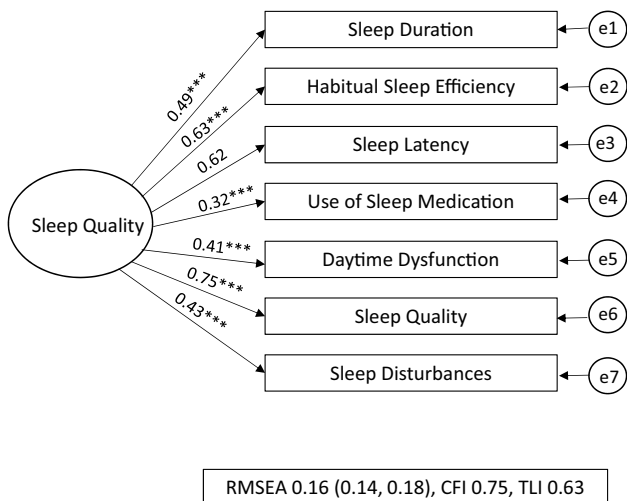 Sleep Duration
e1
0.49***
Habitual Sleep Efficiency
e2
0.63***
Sleep Latency
e3
0.62
Sleep Quality
Use of Sleep Medication
e4
0.32***
Daytime Dysfunction
e5
0.41***
Sleep Quality
e6
0.75***
Sleep Disturbances
e7
0.43***
RMSEA 0.16 (0.14, 0.18), CFI 0.75, TLI 0.63